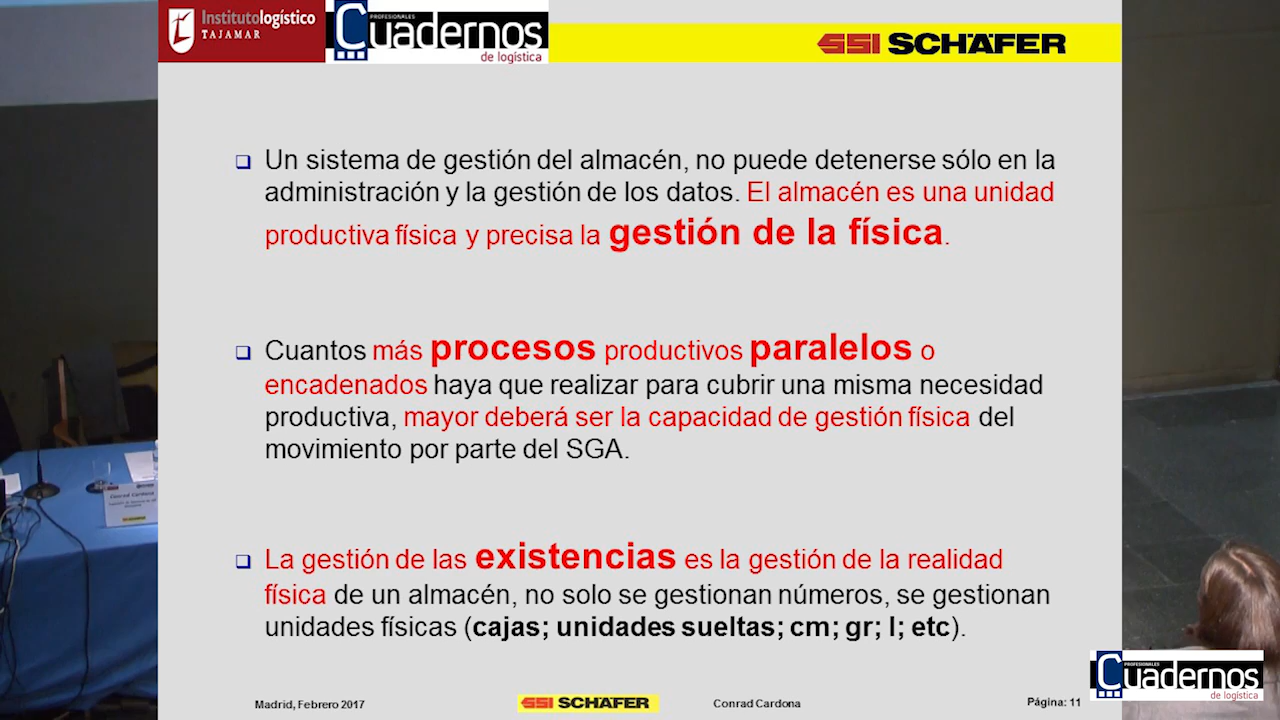 Institutologístico
TAJAMAR
PROFESIONALES
Cuadernos
de logística
SSI SCHÄFER
Un sistema de gestión del almacén, no puede detenerse sólo en la
administración y la gestión de los datos. El almacén es una unidad
productiva física y precisa la gestión de la física.
Cuantos más procesos productivos paralelos o
encadenados haya que realizar para cubrir una misma necesidad
productiva, mayor deberá ser la capacidad de gestión física del
movimiento por parte del SGA.
La gestión de las existencias es la gestión de la realidad
física de un almacén, no solo se gestionan números, se gestionan
unidades físicas (cajas; unidades sueltas; cm; gr; l; etc).
Conrad Cardona
Madrid, Febrero 2017
SSI SCHÄFER
Conrad Cardona
Página: 11
PROFESIONALES
Cuadernos
de logística